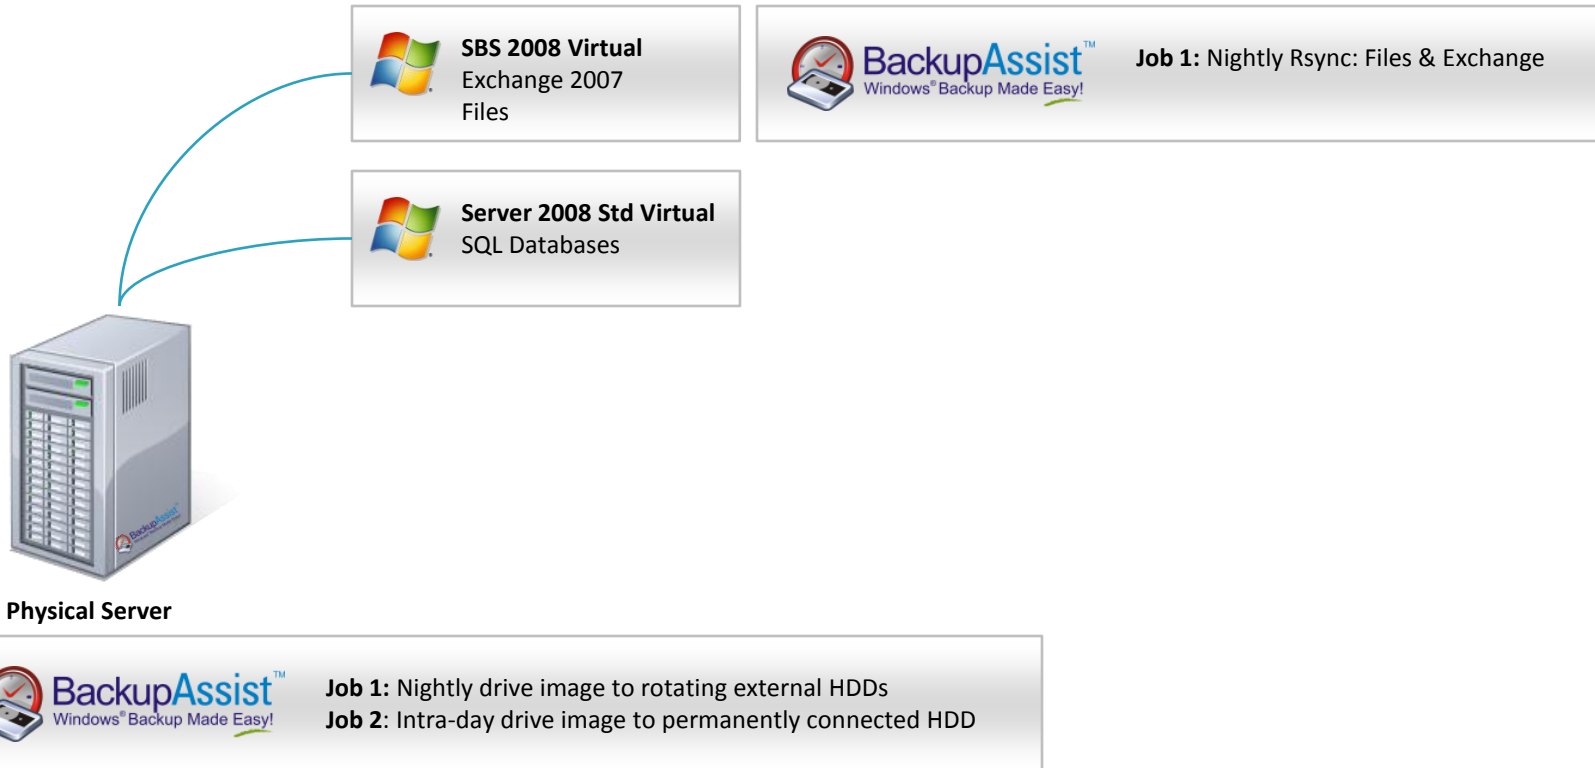 SBS 2008 Virtual
Exchange 2007
Files
BackupAssist™
Windows® Backup Made Easy!
Job 1: Nightly Rsync: Files & Exchange
Server 2008 Std Virtual
SQL Databases
BackupAssist
Physical Server
BackupAssist™
Windows® Backup Made Easy!
Job 1: Nightly drive image to rotating external HDDs
Job 2: Intra-day drive image to permanently connected HDD